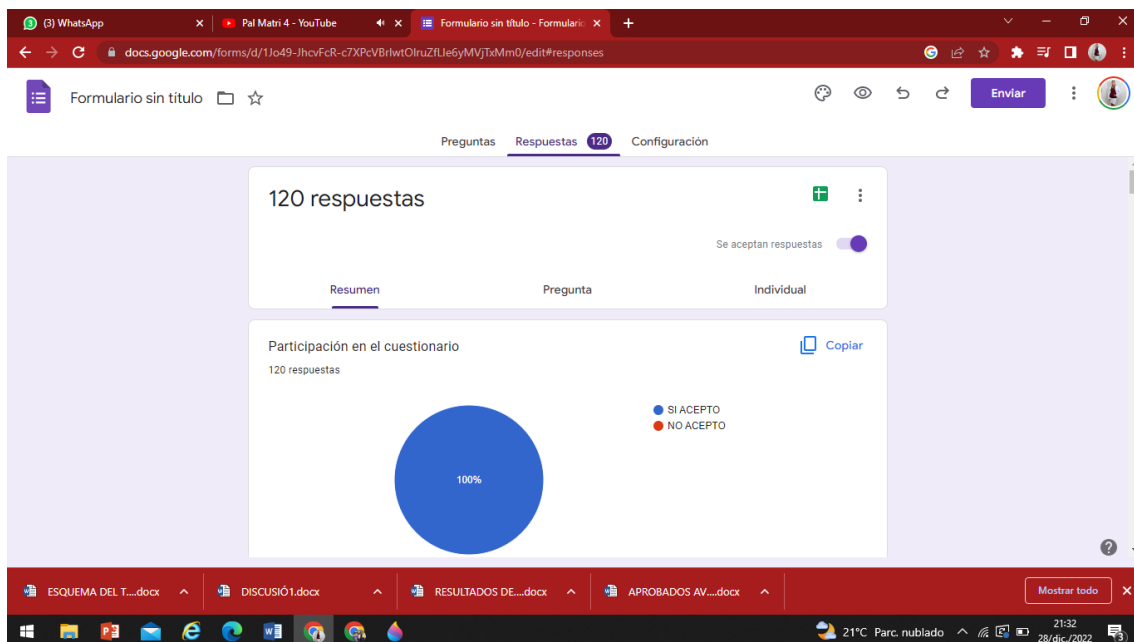 (3) WhatsApp
Pal Matri 4 - YouTube
Formulario sin título - Formulario
docs.google.com/forms/d/1Jo49-JhcvFcR-c7XPcVBrlwtOlruZfLIe6yMVjTxMm0/edit#responses
Formulario sin título
Enviar
Preguntas Respuestas 120 Configuración
120 respuestas
Se aceptan respuestas
Resumen Pregunta Individual
Participación en el cuestionario
Copiar
120 respuestas
SI ACEPTO
NO ACEPTO
100%
ESQUEMA DEL T....docx
DISCUSIÓ1.docx
RESULTADOS DE....docx
APROBADOS AV....docx
Mostrar todo
21°C Parc. nublado
21:32
28/dic./2022